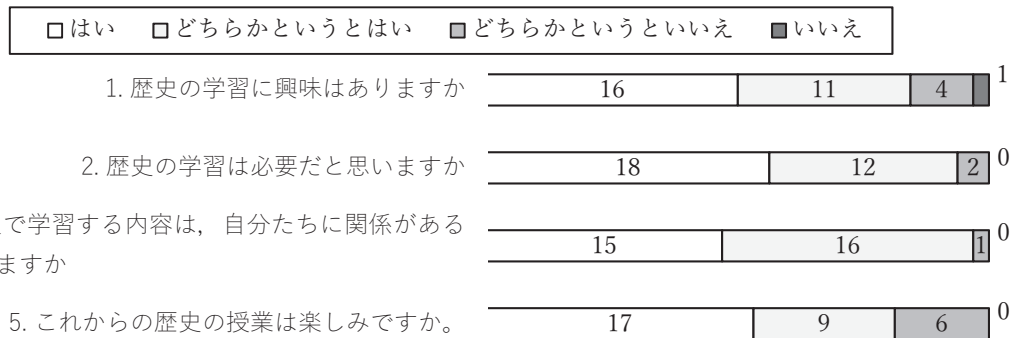 はい どちらかというとはい どちらかというといいえ いいえ
1. 歴史の学習に興味はありますか 16 11 4 1
2. 歴史の学習は必要だと思いますか 18 12 2 0
で学習する内容は，自分たちに関係がある
ますか 15 16 1 0
5. これからの歴史の授業は楽しみですか。 17 9 6 0